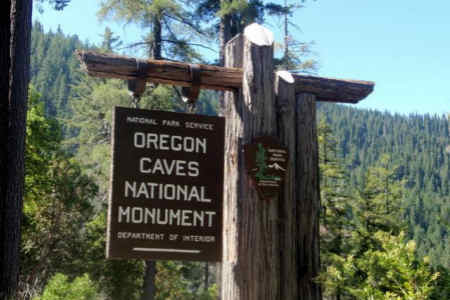 NATIONAL PARK SERVICE
OREGON
CAVES
NATIONAL
MONUMENT
DEPARTMENT OF INTERIOR